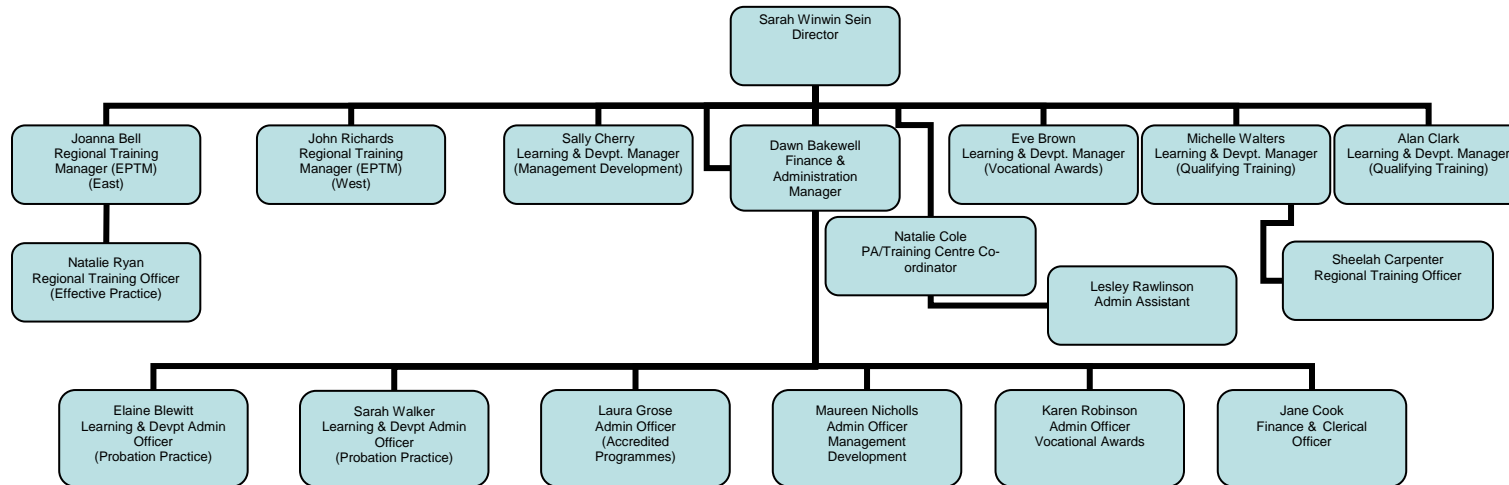 Sarah Winwin Sein
Director
Joanna Bell
Regional Training
Manager (EPTM)
(East)
John Richards
Regional Training
Manager (EPTM)
(West)
Sally Cherry
Learning & Devpt. Manager
(Management Development)
Dawn Bakewell
Finance &
Administration
Manager
Eve Brown
Learning & Devpt. Manager
(Vocational Awards)
Michelle Walters
Learning & Devpt. Manager
(Qualifying Training)
Alan Clark
Learning & Devpt. Manager
(Qualifying Training)
Natalie Ryan
Regional Training Officer
(Effective Practice)
Natalie Cole
PA/Training Centre Co-
ordinator
Lesley Rawlinson
Admin Assistant
Sheelah Carpenter
Regional Training Officer
Elaine Blewitt
Learning & Devpt Admin
Officer
(Probation Practice)
Sarah Walker
Learning & Devpt Admin
Officer
(Probation Practice)
Laura Grose
Admin Officer
(Accredited
Programmes)
Maureen Nicholls
Admin Officer
Management
Development
Karen Robinson
Admin Officer
Vocational Awards
Jane Cook
Finance & Clerical
Officer